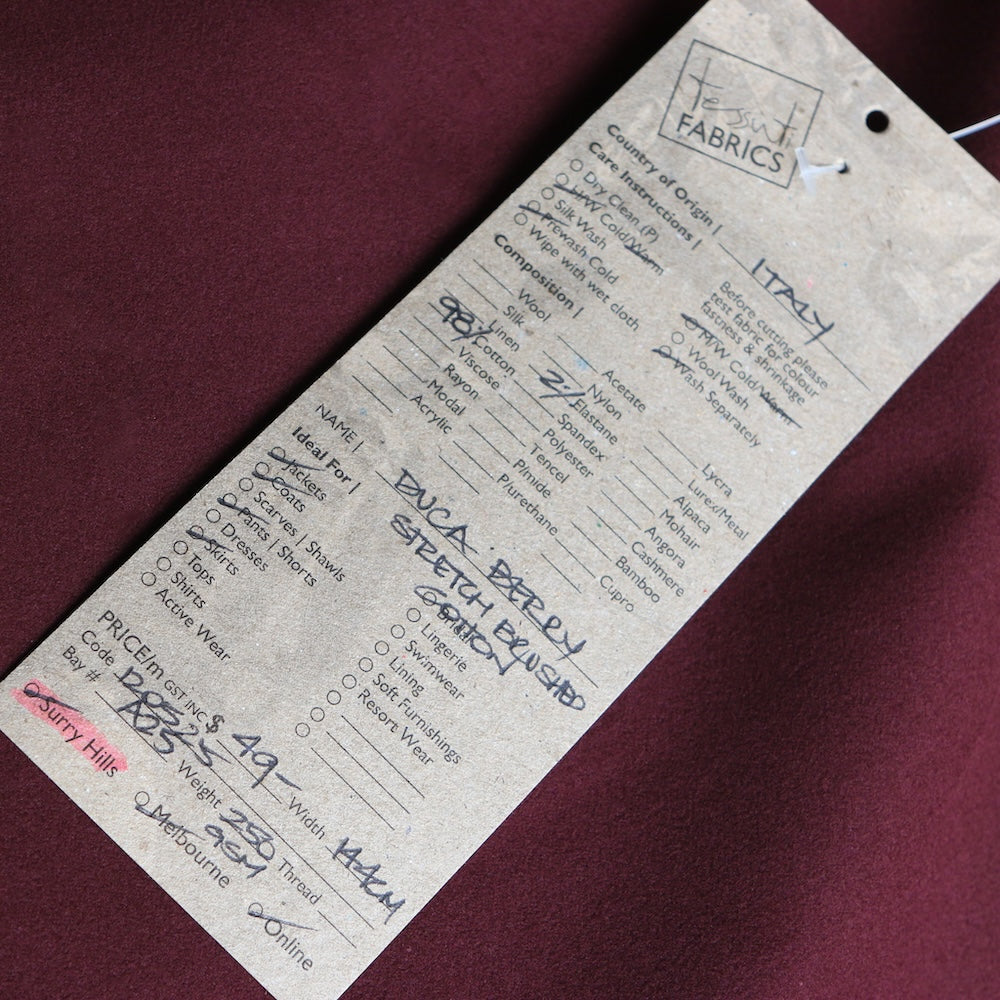 Tessuti
FABRICS
Country of Origin | ITALY
Care Instructions |
Dry Clean (P)
H/W Cold/Warm
Silk Wash
Prewash Cold
Wipe with wet cloth
Before cutting please
test fabric for colour
fastness & shrinkage
M/W Cold/Warm
Wool Wash
Wash Separately
Composition |
Wool
Silk
Linen
98% Cotton
Viscose
Rayon
Modal
Acrylic
Acetate
Nylon
2% Elastane
Spandex
Polyester
Tencel
P/mide
P/urethane
Lycra
Lurex/Metal
Alpaca
Mohair
Angora
Cashmere
Bamboo
Cupro
NAME | DUCA. BERRY
STRETCH BRUSHED
COTTON
Ideal For |
Jackets
Coats
Scarves | Shawls
Pants | Shorts
Dresses
Skirts
Tops
Shirts
Active Wear
Lingerie
Swimwear
Lining
Soft Furnishings
Resort Wear
PRICE/m GST INC $ 49- Width 144CM
Code Weight 250 GSM Thread
Bay # A25
Surry Hills
Melbourne
Online